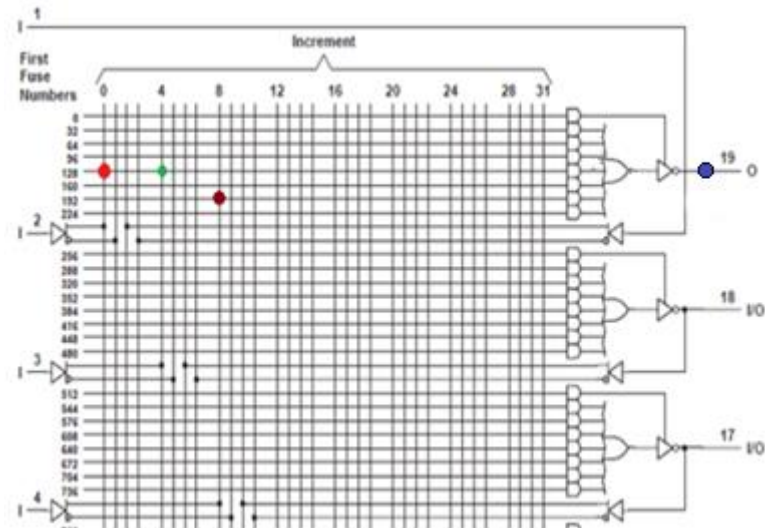 I 1
Increment
First
Fuse
Numbers
0 4 8 12 16 20 24 28 31
0
32
64
96
128
160
192
224
19 O
I 2
256
288
320
352
384
416
448
480
18 I/O
I 3
512
544
576
608
640
672
704
736
17 I/O
I 4